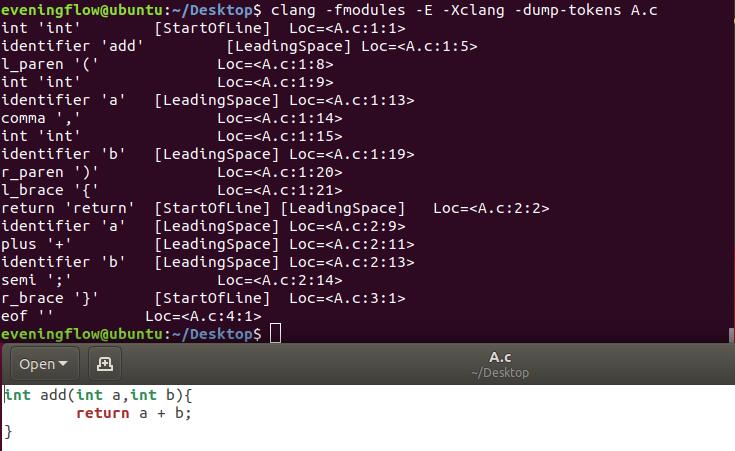 eveningflow@ubuntu:~/Desktop$ clang -fmodules -E -Xclang -dump-tokens A.c
int 'int'        [StartOfLine]  Loc=<A.c:1:1>
identifier 'add'         [LeadingSpace] Loc=<A.c:1:5>
l_paren '('             Loc=<A.c:1:8>
int 'int'               Loc=<A.c:1:9>
identifier 'a'   [LeadingSpace] Loc=<A.c:1:13>
comma ','               Loc=<A.c:1:14>
int 'int'               Loc=<A.c:1:15>
identifier 'b'   [LeadingSpace] Loc=<A.c:1:19>
r_paren ')'             Loc=<A.c:1:20>
l_brace '{'             Loc=<A.c:1:21>
return 'return'  [StartOfLine] [LeadingSpace]   Loc=<A.c:2:2>
identifier 'a'   [LeadingSpace] Loc=<A.c:2:9>
plus '+'         [LeadingSpace] Loc=<A.c:2:11>
identifier 'b'   [LeadingSpace] Loc=<A.c:2:13>
semi ';'                Loc=<A.c:2:14>
r_brace '}'      [StartOfLine]  Loc=<A.c:3:1>
eof ''          Loc=<A.c:4:1>
eveningflow@ubuntu:~/Desktop$
Open A.c
~/Desktop
int add(int a,int b){
        return a + b;
}